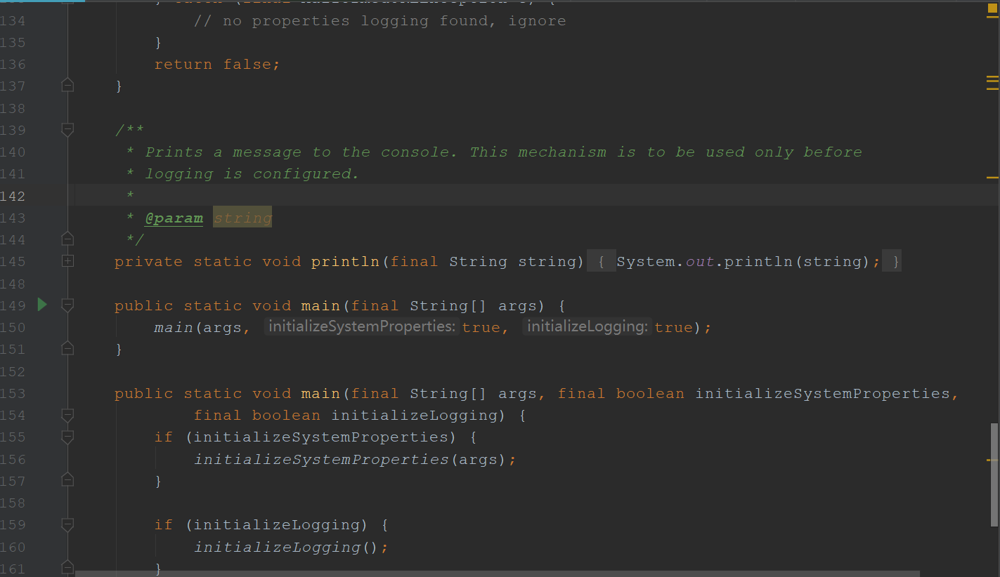 134 // no properties logging found, ignore
135 }
136 return false;
137 }
138
139 /**
140 * Prints a message to the console. This mechanism is to be used only before
141 * logging is configured.
142 *
143 * @param string
144 */
145 private static void println(final String string) { System.out.println(string); }
148
149 public static void main(final String[] args) {
150 main(args, initializeSystemProperties: true, initializeLogging: true);
151 }
152
153 public static void main(final String[] args, final boolean initializeSystemProperties,
154 final boolean initializeLogging) {
155 if (initializeSystemProperties) {
156 initializeSystemProperties(args);
157 }
158
159 if (initializeLogging) {
160 initializeLogging();
161 }